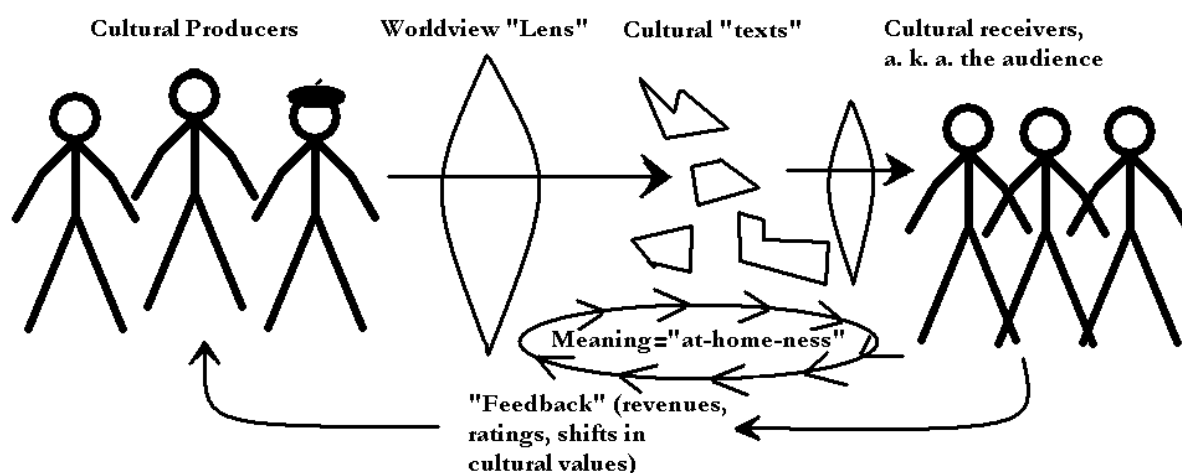 Cultural Producers
Worldview "Lens"
Cultural "texts"
Cultural receivers,
a. k. a. the audience
Meaning="at-home-ness"
"Feedback" (revenues,
ratings, shifts in
cultural values)